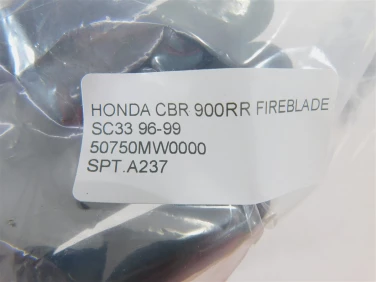 HONDA CBR 900RR FIREBLADE
SC33 96-99
50750MW0000
SPT.A237